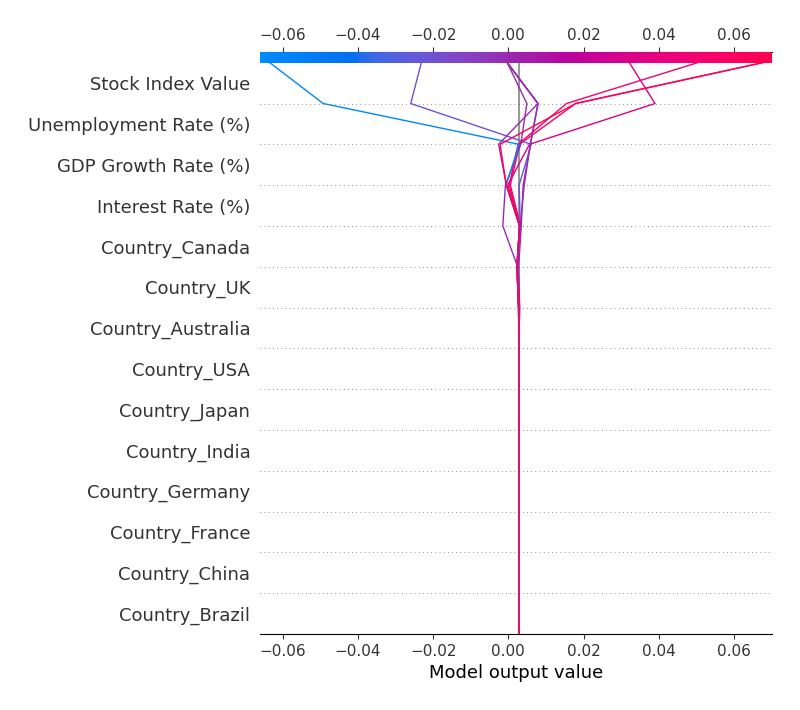 −0.06 −0.04 −0.02 0.00 0.02 0.04 0.06
Stock Index Value
Unemployment Rate (%)
GDP Growth Rate (%)
Interest Rate (%)
Country_Canada
Country_UK
Country_Australia
Country_USA
Country_Japan
Country_India
Country_Germany
Country_France
Country_China
Country_Brazil
−0.06 −0.04 −0.02 0.00 0.02 0.04 0.06
Model output value